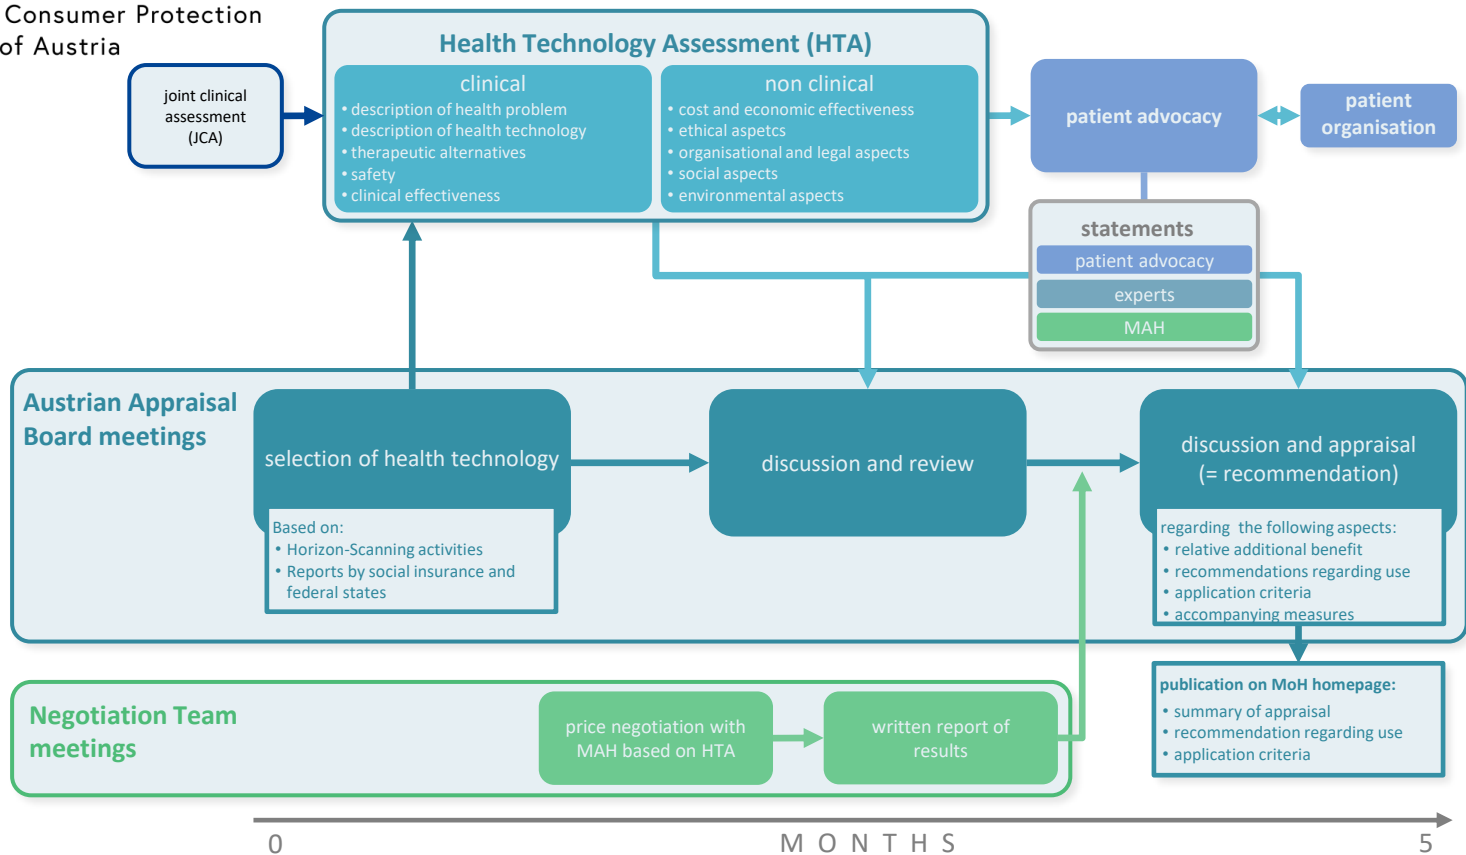 Consumer Protection
of Austria
joint clinical
assessment
(JCA)
Health Technology Assessment (HTA)
clinical
• description of health problem
• description of health technology
• therapeutic alternatives
• safety
• clinical effectiveness
non clinical
• cost and economic effectiveness
• ethical aspetcs
• organisational and legal aspects
• social aspects
• environmental aspects
patient advocacy
patient
organisation
statements
patient advocacy
experts
MAH
Austrian Appraisal
Board meetings
selection of health technology
Based on:
• Horizon-Scanning activities
• Reports by social insurance and
federal states
discussion and review
discussion and appraisal
(= recommendation)
regarding the following aspects:
• relative additional benefit
• recommendations regarding use
• application criteria
• accompanying measures
Negotiation Team
meetings
price negotiation with
MAH based on HTA
written report of
results
publication on MoH homepage:
• summary of appraisal
• recommendation regarding use
• application criteria
0
MONTHS
5